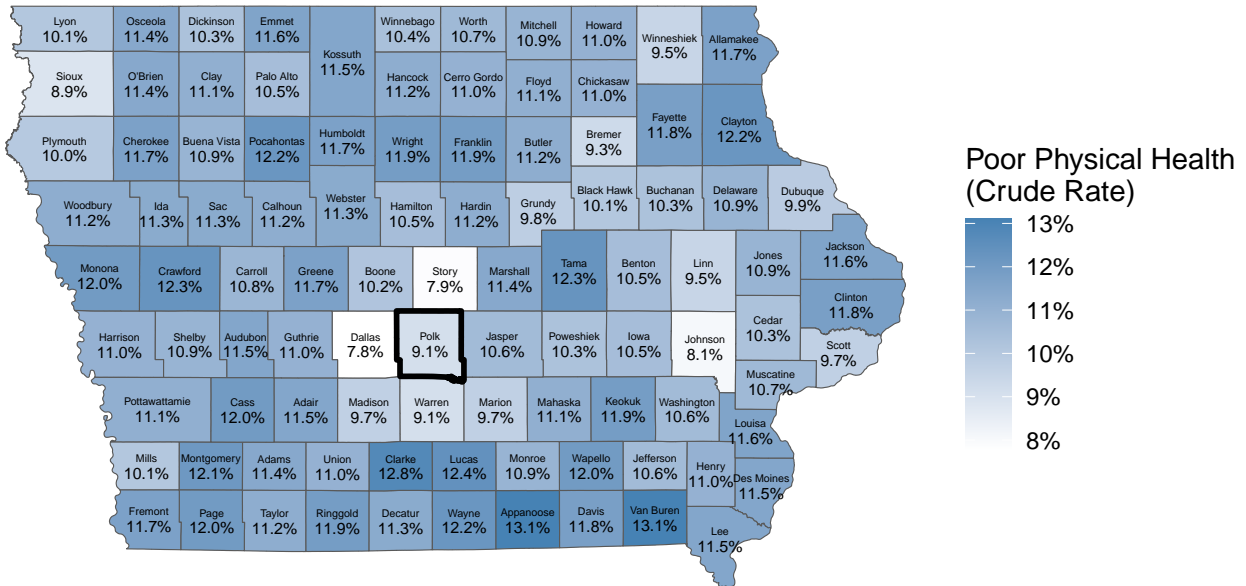 Lyon
10.1%
Osceola
11.4%
Dickinson
10.3%
Emmet
11.6%
Kossuth
11.5%
Winnebago
10.4%
Worth
10.7%
Mitchell
10.9%
Howard
11.0%
Winneshiek
9.5%
Allamakee
11.7%
Sioux
8.9%
O'Brien
11.4%
Clay
11.1%
Palo Alto
10.5%
Hancock
11.2%
Cerro Gordo
11.0%
Floyd
11.1%
Chickasaw
11.0%
Fayette
11.8%
Clayton
12.2%
Plymouth
10.0%
Cherokee
11.7%
Buena Vista
10.9%
Pocahontas
12.2%
Humboldt
11.7%
Wright
11.9%
Franklin
11.9%
Butler
11.2%
Bremer
9.3%
Woodbury
11.2%
Ida
11.3%
Sac
11.3%
Calhoun
11.2%
Webster
11.3%
Hamilton
10.5%
Hardin
11.2%
Grundy
9.8%
Black Hawk
10.1%
Buchanan
10.3%
Delaware
10.9%
Dubuque
9.9%
Monona
12.0%
Crawford
12.3%
Carroll
10.8%
Greene
11.7%
Boone
10.2%
Story
7.9%
Marshall
11.4%
Tama
12.3%
Benton
10.5%
Linn
9.5%
Jones
10.9%
Jackson
11.6%
Clinton
11.8%
Harrison
11.0%
Shelby
10.9%
Audubon
11.5%
Guthrie
11.0%
Dallas
7.8%
Polk
9.1%
Jasper
10.6%
Poweshiek
10.3%
Iowa
10.5%
Johnson
8.1%
Cedar
10.3%
Scott
9.7%
Muscatine
10.7%
Pottawattamie
11.1%
Cass
12.0%
Adair
11.5%
Madison
9.7%
Warren
9.1%
Marion
9.7%
Mahaska
11.1%
Keokuk
11.9%
Washington
10.6%
Louisa
11.6%
Mills
10.1%
Montgomery
12.1%
Adams
11.4%
Union
11.0%
Clarke
12.8%
Lucas
12.4%
Monroe
10.9%
Wapello
12.0%
Jefferson
10.6%
Henry
11.0%
Des Moines
11.5%
Fremont
11.7%
Page
12.0%
Taylor
11.2%
Ringgold
11.9%
Decatur
11.3%
Wayne
12.2%
Appanoose
13.1%
Davis
11.8%
Van Buren
13.1%
Lee
11.5%
Poor Physical Health
(Crude Rate)
13%
12%
11%
10%
9%
8%